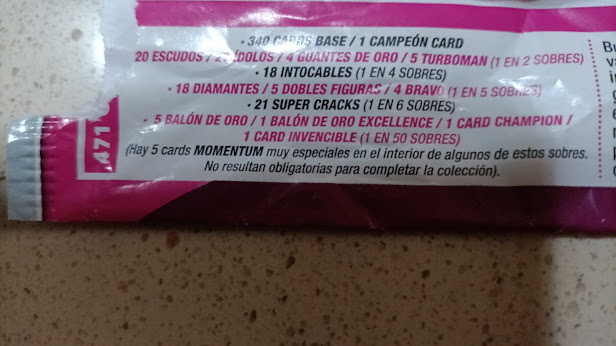 • 340 CARDS BASE / 1 CAMPEÓN CARD
20 ESCUDOS / 27 ÍDOLOS / 4 GUANTES DE ORO / 5 TURBOMAN (1 EN 2 SOBRES)
• 18 INTOCABLES (1 EN 4 SOBRES)
• 18 DIAMANTES / 5 DOBLES FIGURAS / 4 BRAVO (1 EN 5 SOBRES)
• 21 SUPER CRACKS (1 EN 6 SOBRES)
• 5 BALÓN DE ORO / 1 BALÓN DE ORO EXCELLENCE / 1 CARD CHAMPION /
1 CARD INVENCIBLE (1 EN 50 SOBRES)
(Hay 5 cards MOMENTUM muy especiales en el interior de algunos de estos sobres.
No resultan obligatorias para completar la colección).
471